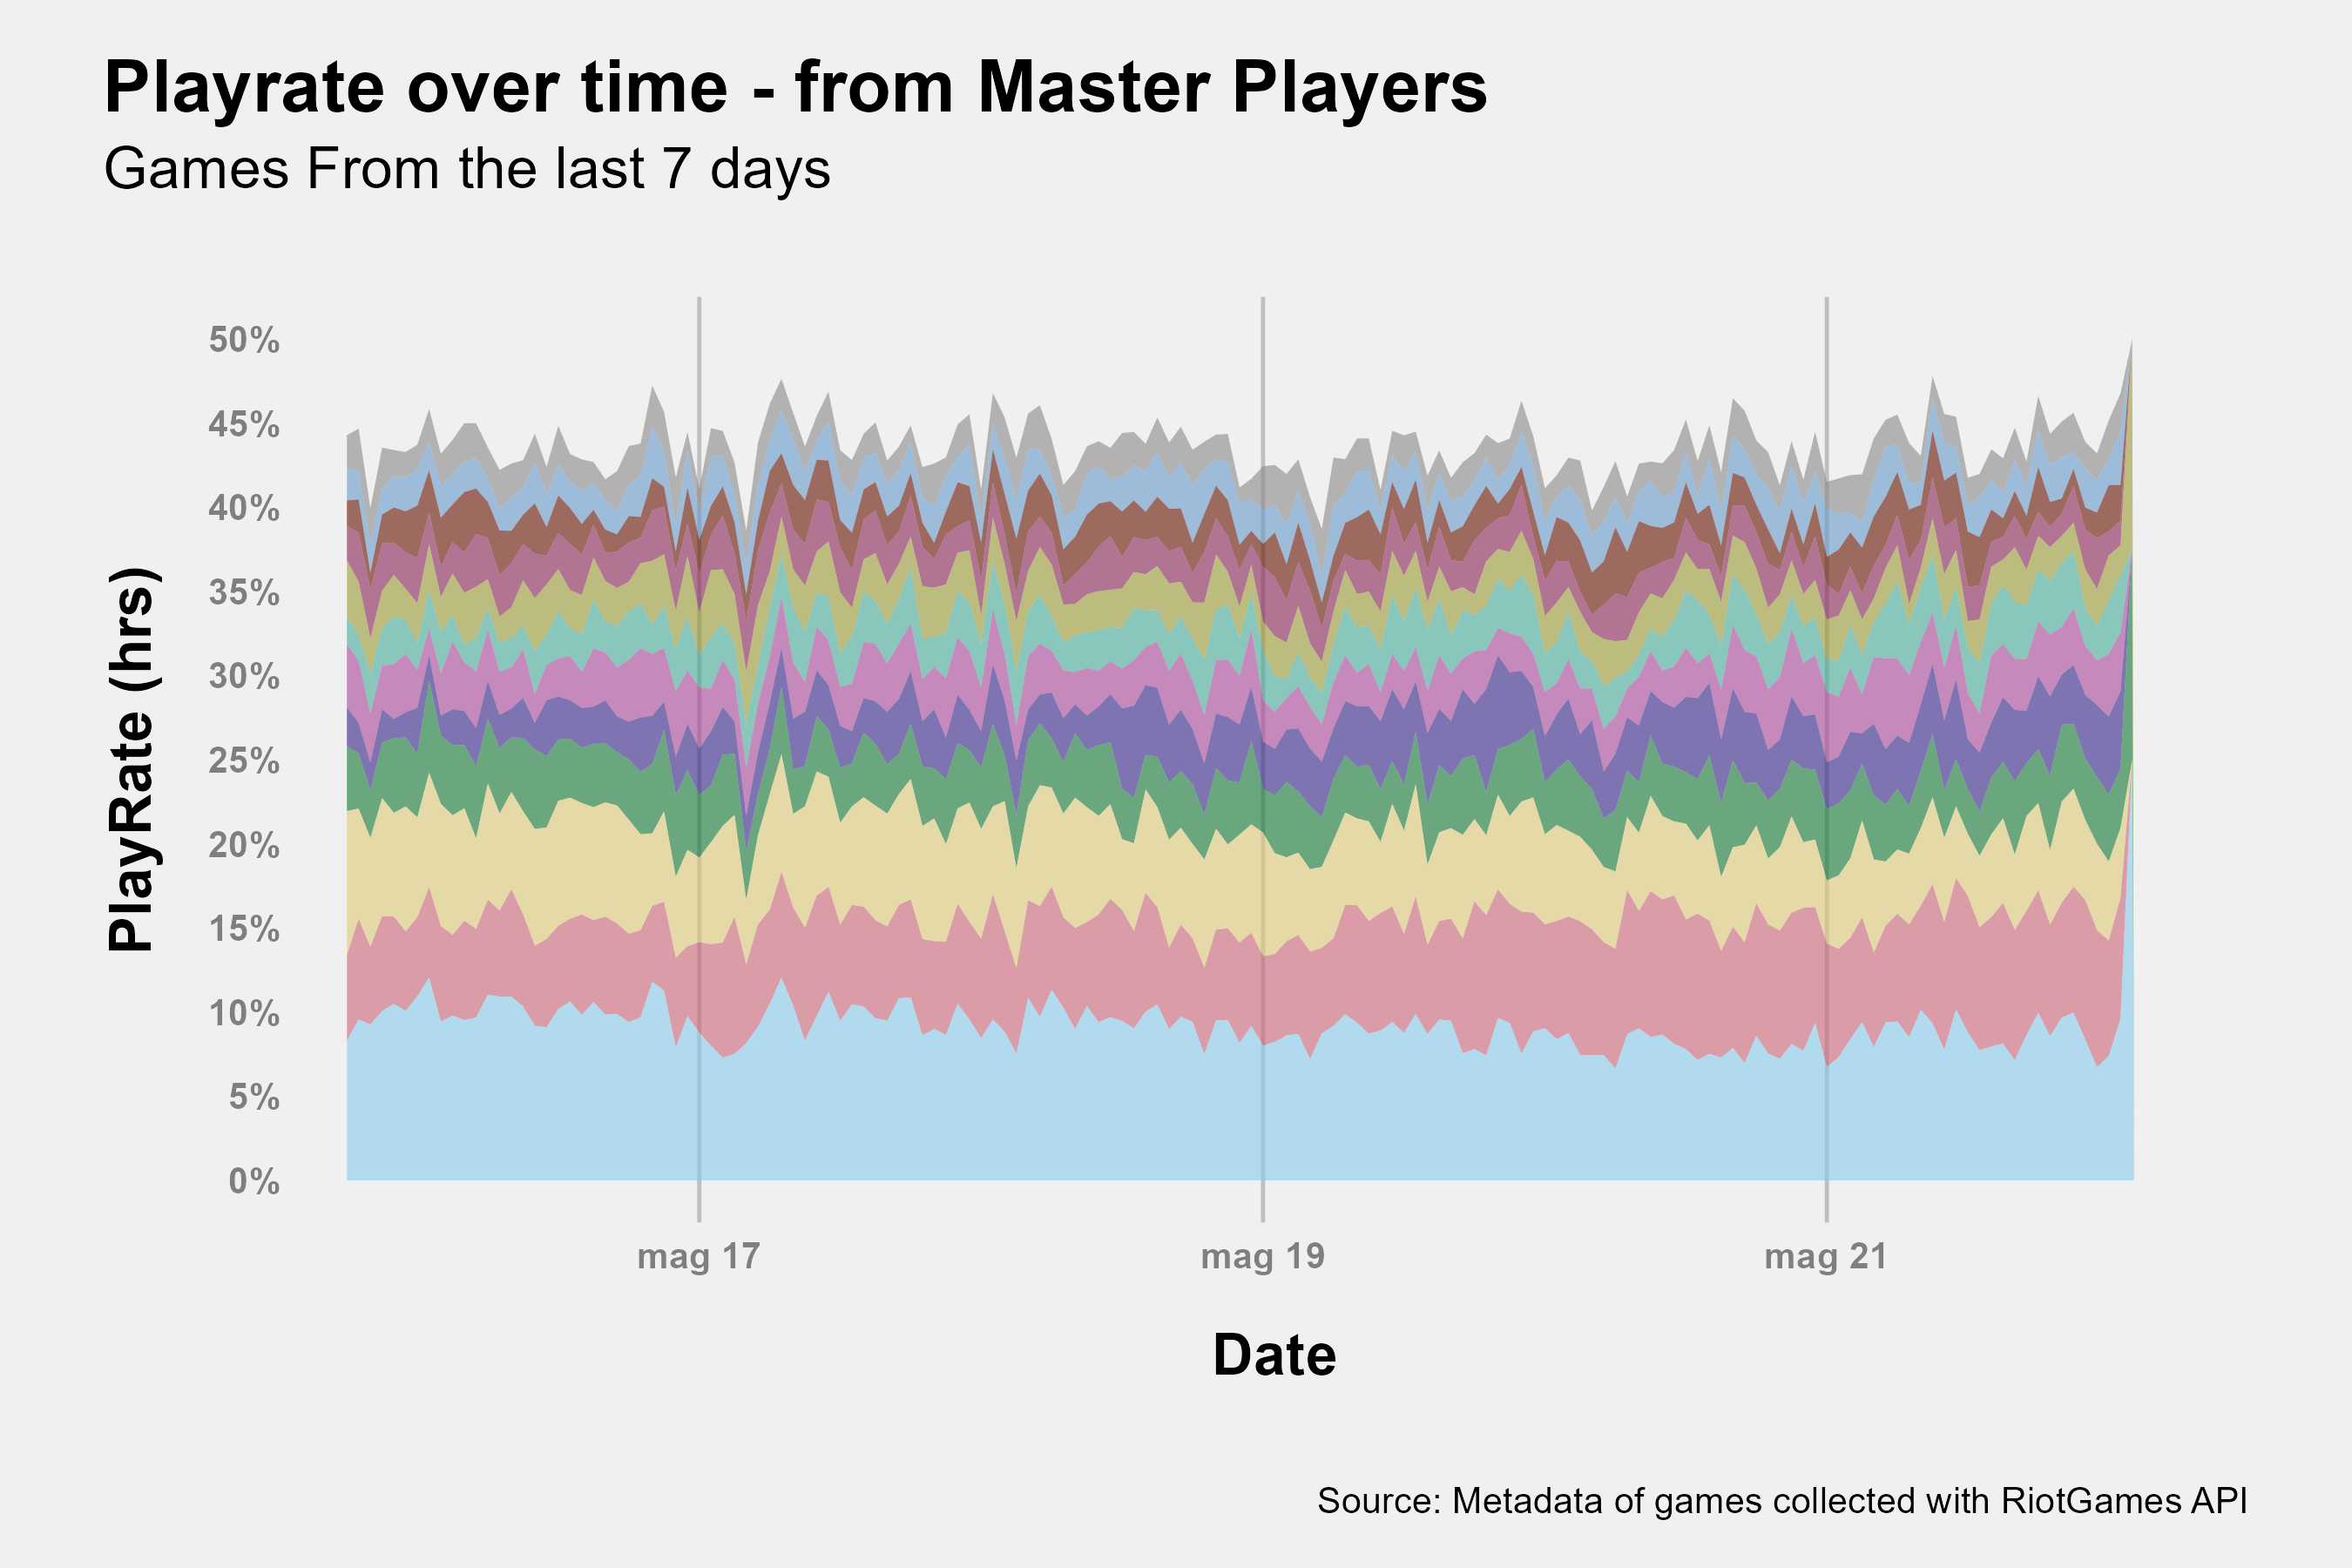 Playrate over time - from Master Players
Games From the last 7 days
50%
45%
40%
35%
30%
25%
20%
15%
10%
5%
0%
PlayRate (hrs)
mag 17
mag 19
mag 21
Date
Source: Metadata of games collected with RiotGames API